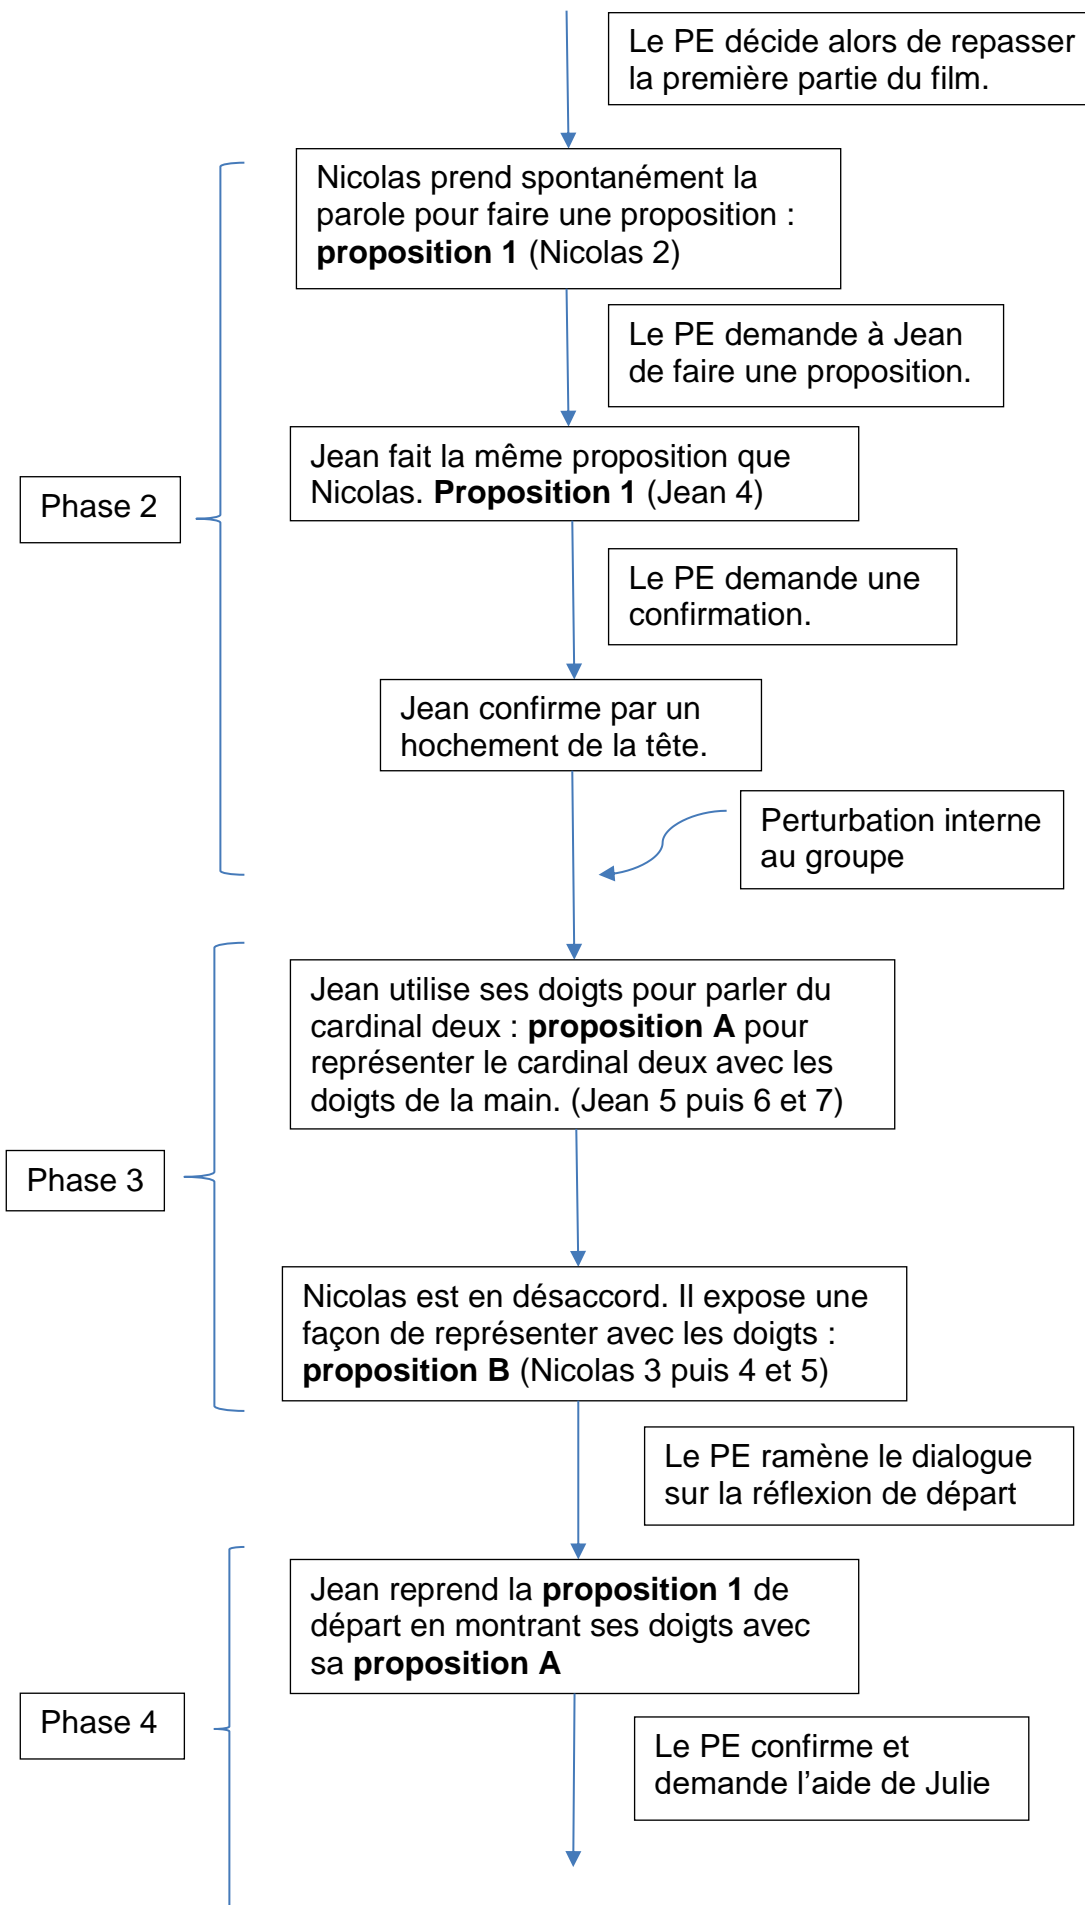 Le PE décide alors de repasser
la première partie du film.
Nicolas prend spontanément la
parole pour faire une proposition :
proposition 1 (Nicolas 2)
Le PE demande à Jean
de faire une proposition.
Jean fait la même proposition que
Nicolas. Proposition 1 (Jean 4)
Phase 2
Le PE demande une
confirmation.
Jean confirme par un
hochement de la tête.
Perturbation interne
au groupe
Jean utilise ses doigts pour parler du
cardinal deux : proposition A pour
représenter le cardinal deux avec les
doigts de la main. (Jean 5 puis 6 et 7)
Phase 3
Nicolas est en désaccord. Il expose une
façon de représenter avec les doigts :
proposition B (Nicolas 3 puis 4 et 5)
Le PE ramène le dialogue
sur la réflexion de départ
Jean reprend la proposition 1 de
départ en montrant ses doigts avec
sa proposition A
Phase 4
Le PE confirme et
demande l’aide de Julie